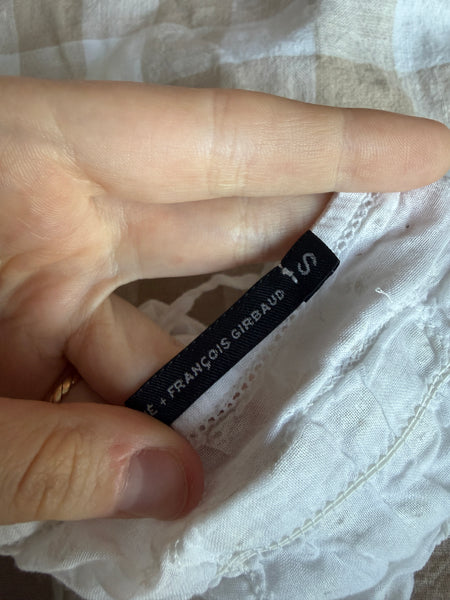 É + FRANÇOIS GIRBAUD
S